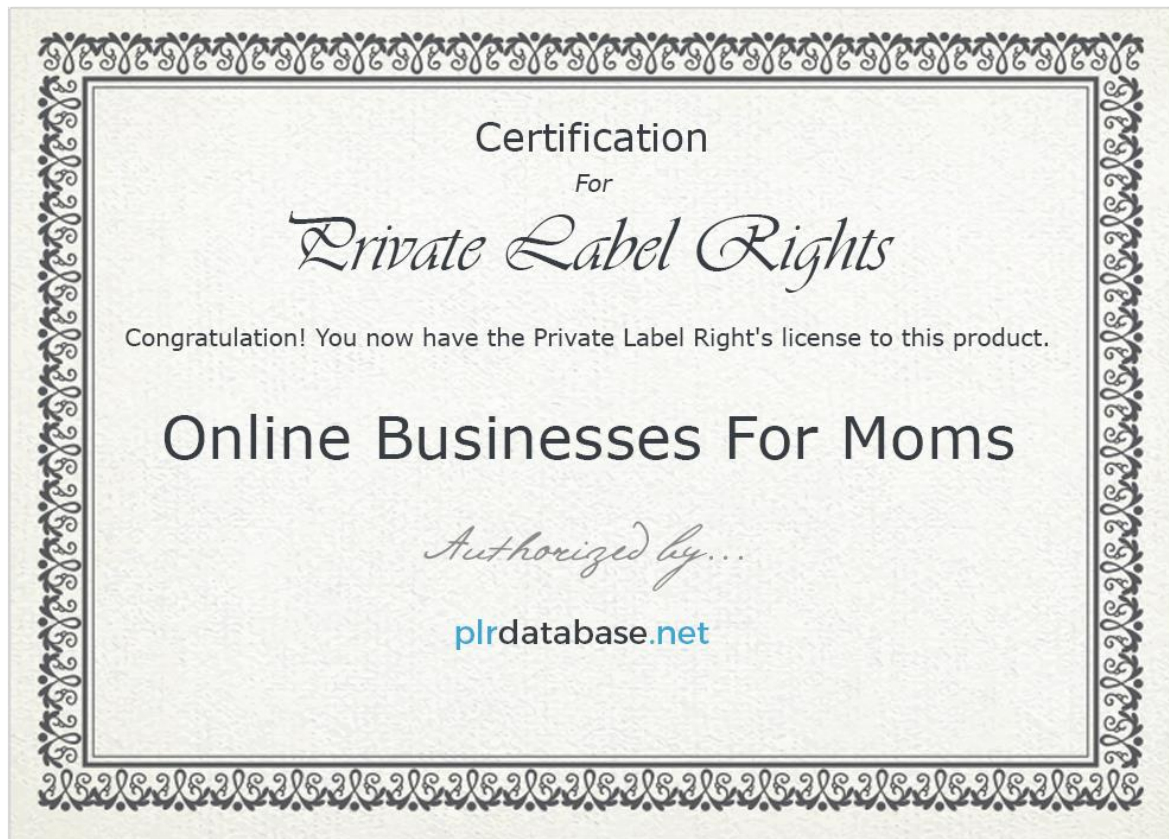 Certification
For
Private Label Rights
Congratulation! You now have the Private Label Right's license to this product.
Online Businesses For Moms
Authorized by...
plrdatabase.net